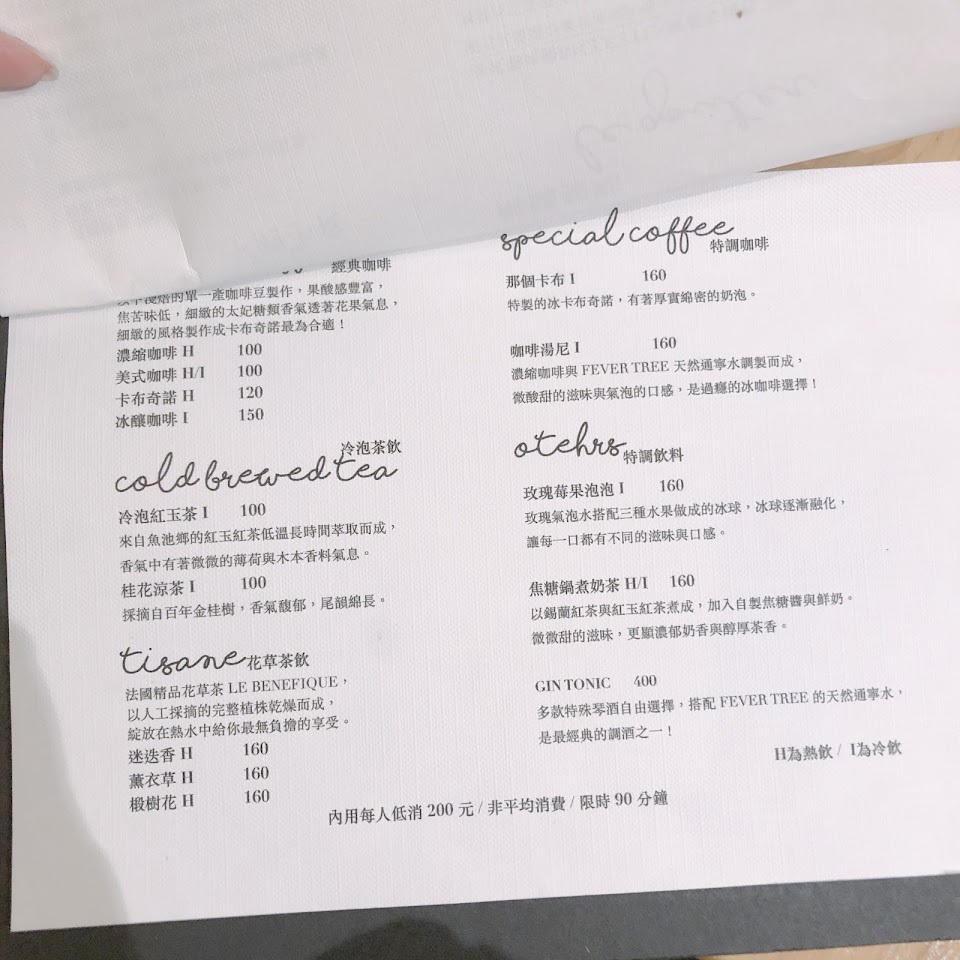 經典咖啡
的單一產咖啡豆製作，果酸感豐富，
焦苦味低，細緻的太妃糖類香氣透著花果氣息，
細緻的風格製作成卡布奇諾最為合適！
濃縮咖啡 H 100
美式咖啡 H/I 100
卡布奇諾 H 120
冰釀咖啡 I 150
冷泡茶飲
cold brewed tea
冷泡紅玉茶 I 100
來自魚池鄉的紅玉紅茶低溫長時間萃取而成，
香氣中有著微微的薄荷與木本香料氣息。
桂花涼茶 I 100
採摘自百年金桂樹，香氣馥郁，尾韻綿長。
tisane 花草茶飲
法國精品花草茶 LE BENEFIQUE，
以人工採摘的完整植株乾燥而成，
綻放在熱水中給你最無負擔的享受。
迷迭香 H 160
薰衣草 H 160
椴樹花 H 160
special coffee 特調咖啡
那個卡布 I 160
特製的冰卡布奇諾，有著厚實綿密的奶泡。
咖啡湯尼 I 160
濃縮咖啡與 FEVER TREE 天然通寧水調製而成，
微酸甜的滋味與氣泡的口感，是過癮的冰咖啡選擇！
otehrs 特調飲料
玫瑰莓果泡泡 I 160
玫瑰氣泡水搭配三種水果做成的冰球，冰球逐漸融化，
讓每一口都有不同的滋味與口感。
焦糖鍋煮奶茶 H/I 160
以錫蘭紅茶與紅玉紅茶煮成，加入自製焦糖醬與鮮奶。
微微甜的滋味，更顯濃郁奶香與醇厚茶香。
GIN TONIC 400
多款特殊琴酒自由選擇，搭配 FEVER TREE 的天然通寧水，
是最經典的調酒之一！
H為熱飲 / I為冷飲
內用每人低消 200 元 / 非平均消費 / 限時 90 分鐘